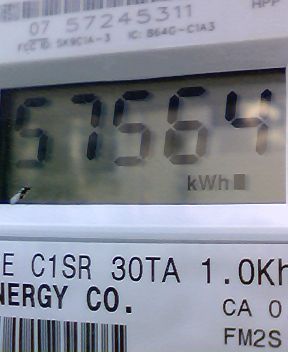 HPP
07 57245311
FCC ID: SK9C1A-3 IC: 864G-C1A3
57564
kWh
E C1SR 30TA 1.0Kh
NERGY CO.
CA 0
FM2S